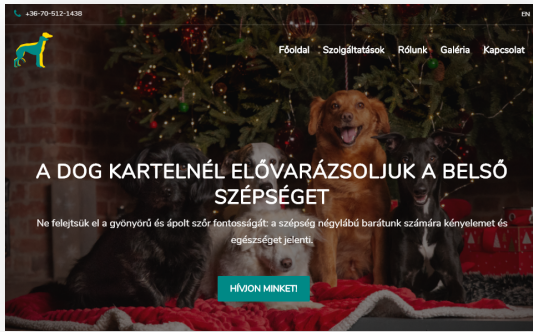 +36-70-512-1438
EN
Főoldal Szolgáltatások Rólunk Galéria Kapcsolat
A DOG KARTELNÉL ELŐVARÁZSOLJUK A BELSŐ
SZÉPSÉGET
Ne felejtsük el a gyönyörű és ápolt szőr fontosságát: a szépség négylábú barátunk számára kényelemet és
egészséget jelenti.
HÍVJON MINKET!